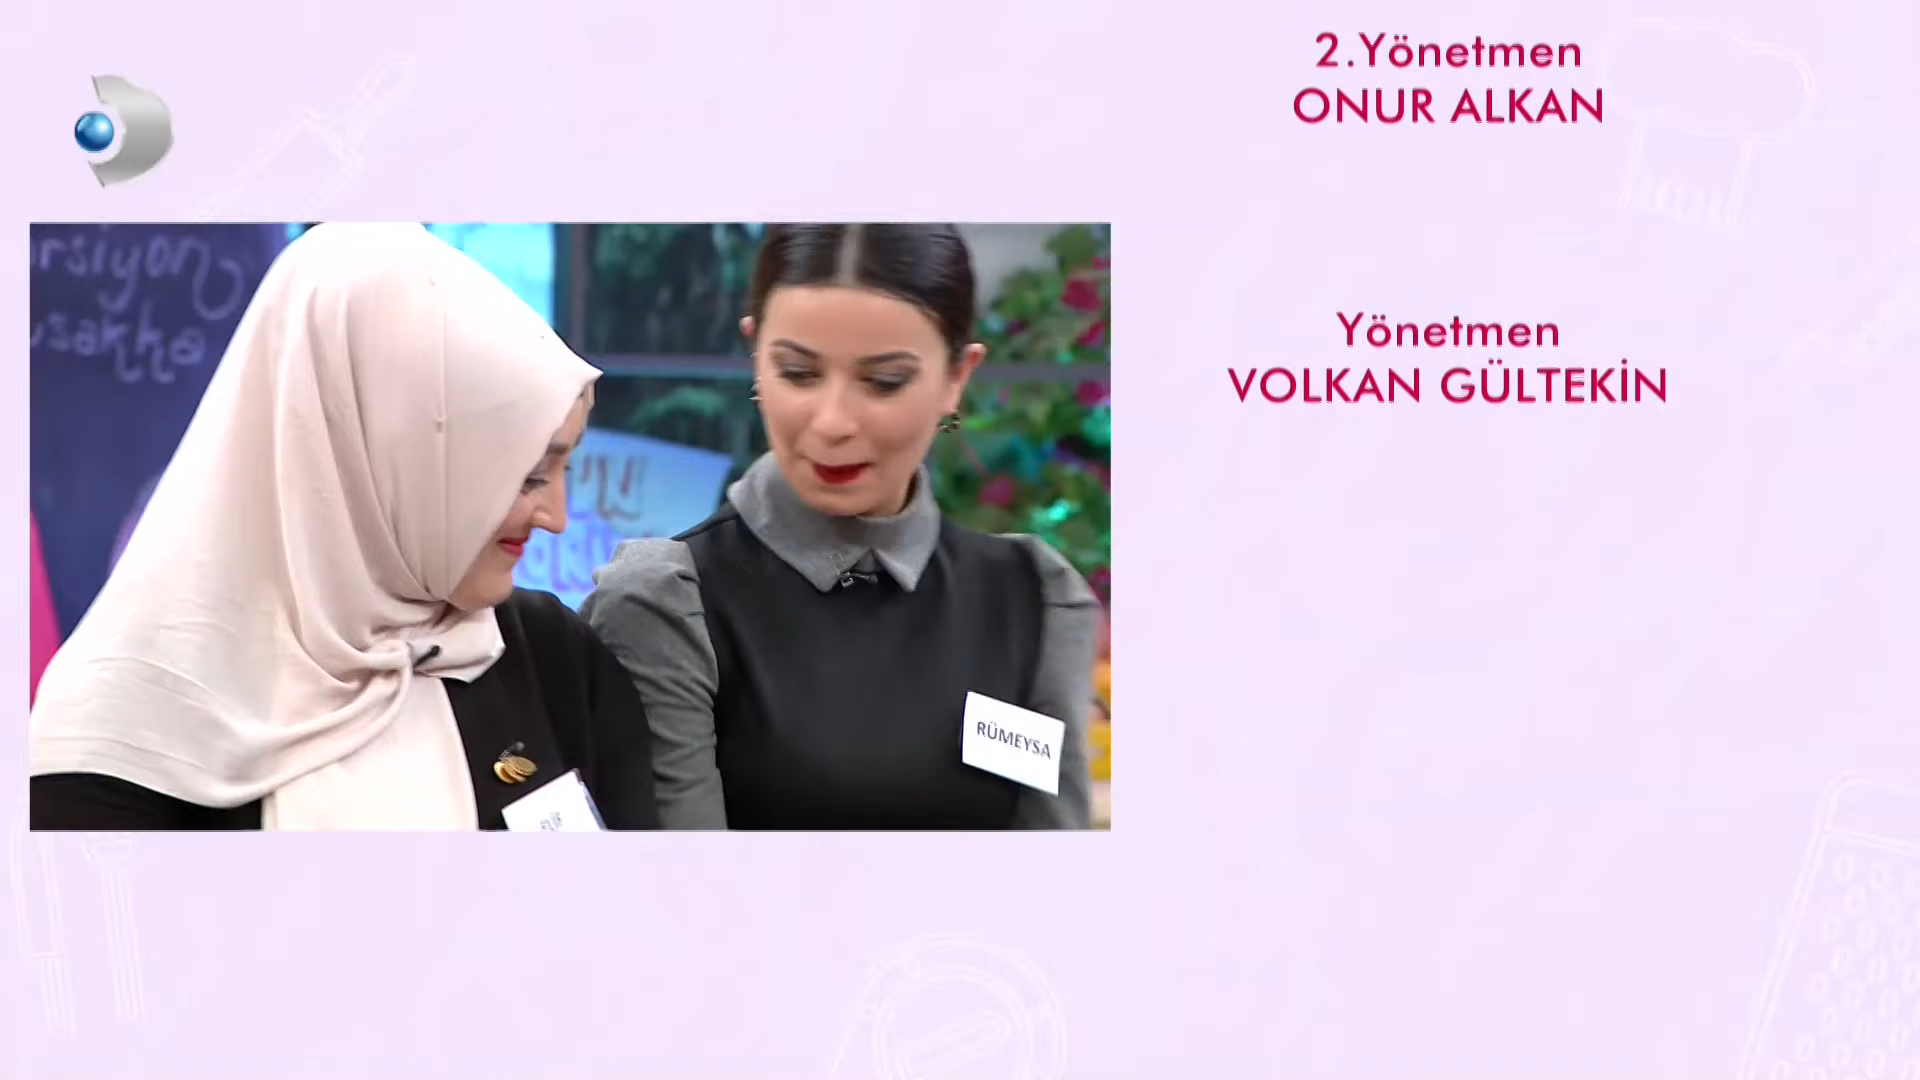 2.Yönetmen
ONUR ALKAN
Yönetmen
VOLKAN GÜLTEKİN
RÜMEYSA